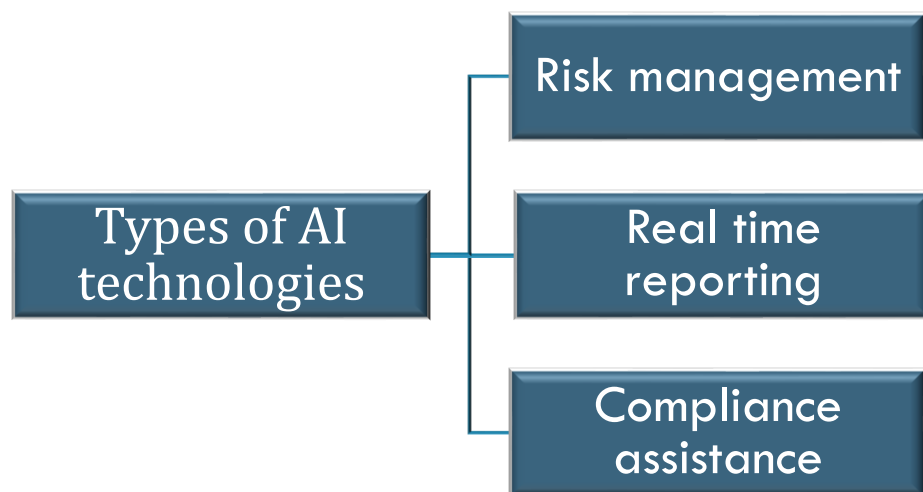 Risk management
Types of AI
technologies
Real time
reporting
Compliance
assistance